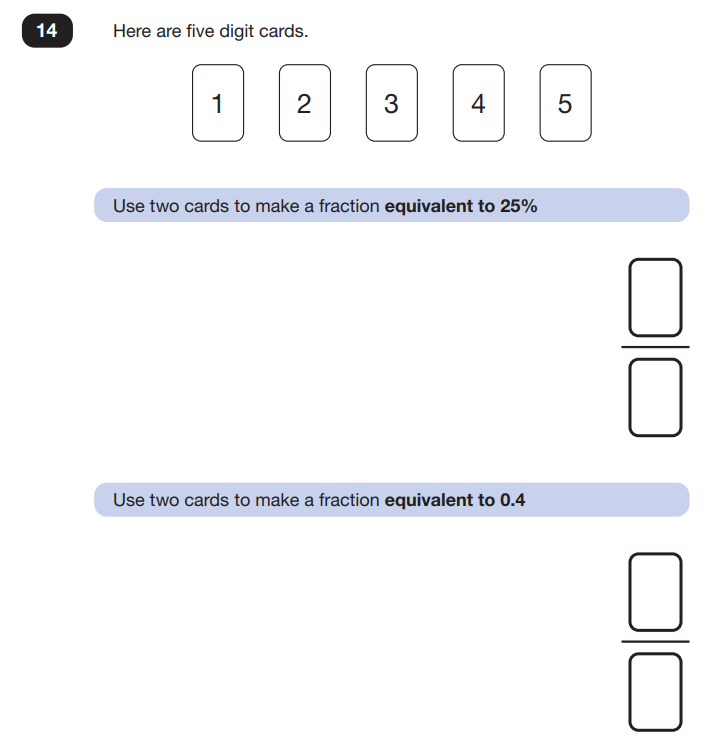 14 Here are five digit cards.
1 2 3 4 5
Use two cards to make a fraction equivalent to 25%
Use two cards to make a fraction equivalent to 0.4